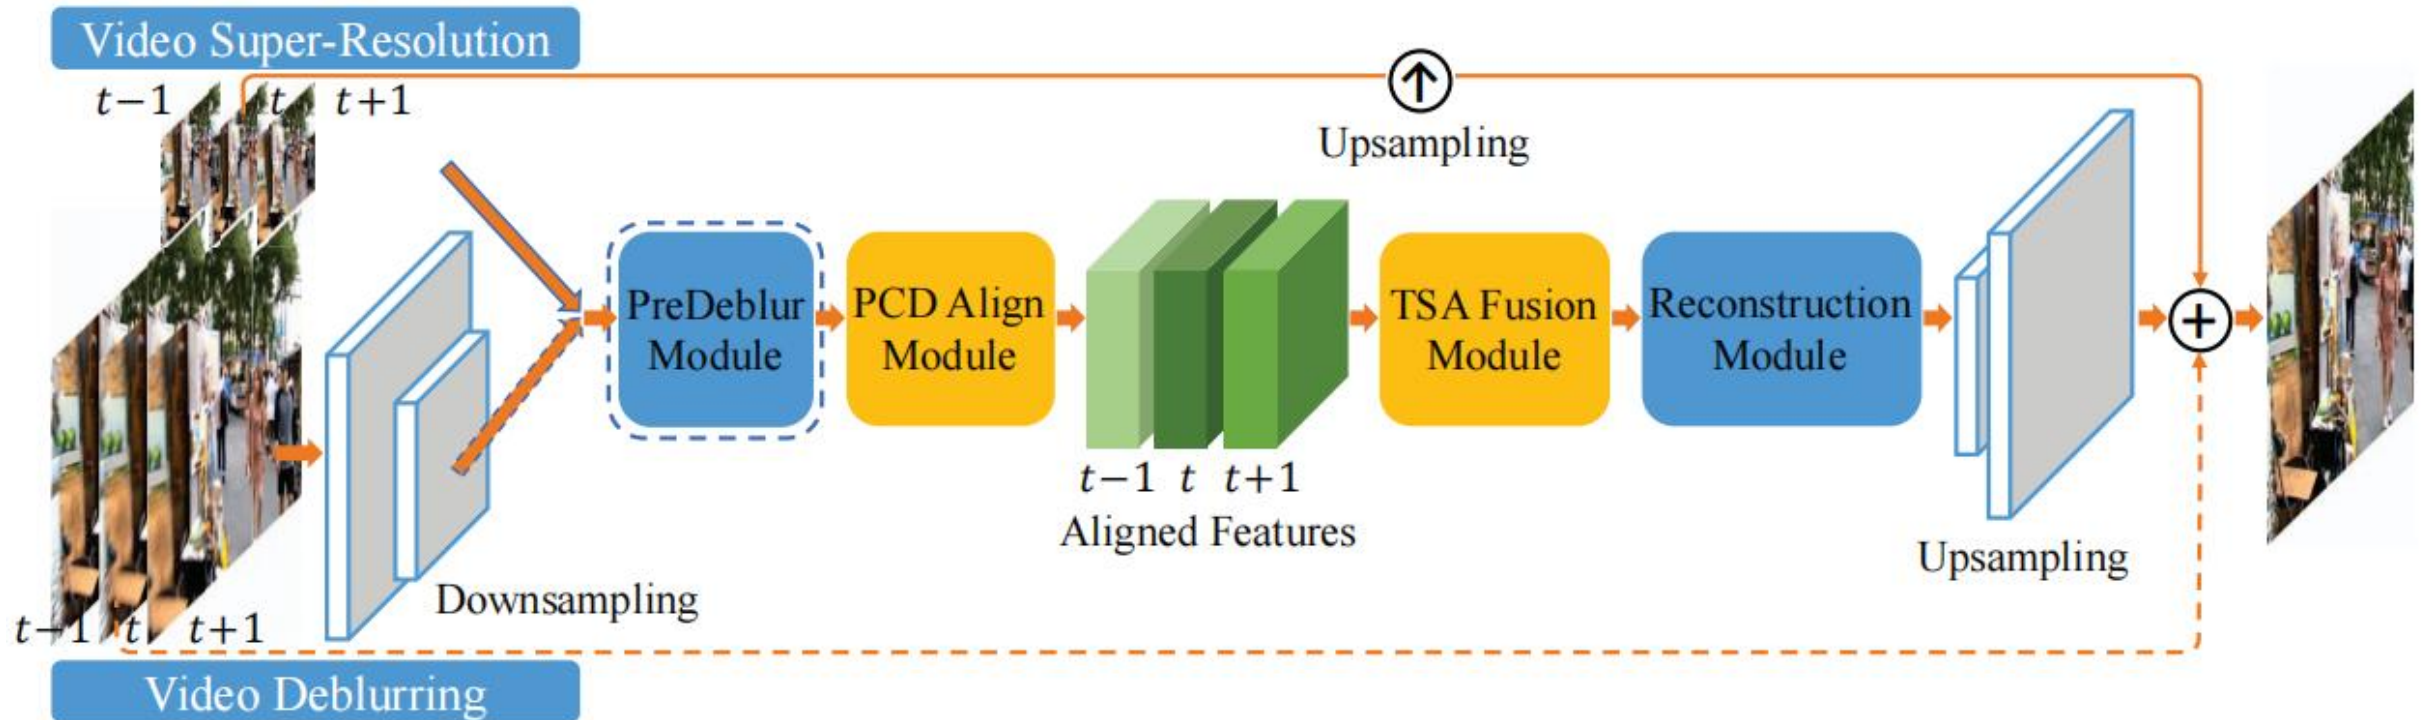 Video Super-Resolution
t−1 t t+1
Upsampling
PreDeblur
Module
PCD Align
Module
TSA Fusion
Module
Reconstruction
Module
t−1 t t+1
Aligned Features
Upsampling
Downsampling
t−1 t t+1
Video Deblurring